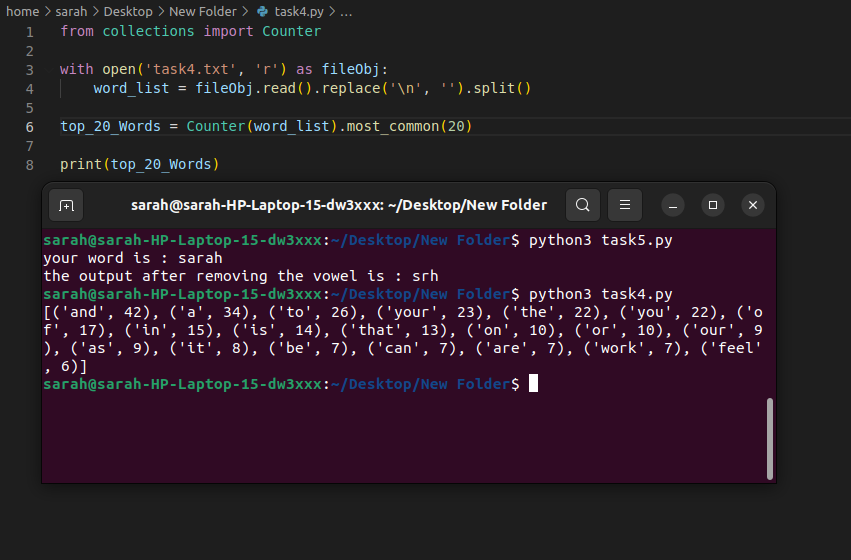 home > sarah > Desktop > New Folder > task4.py > ...
1 from collections import Counter
2
3 with open('task4.txt', 'r') as fileObj:
4 word_list = fileObj.read().replace('\n', '').split()
5
6 top_20_Words = Counter(word_list).most_common(20)
7
8 print(top_20_Words)
sarah@sarah-HP-Laptop-15-dw3xxx: ~/Desktop/New Folder
sarah@sarah-HP-Laptop-15-dw3xxx:~/Desktop/New Folder$ python3 task5.py
your word is : sarah
the output after removing the vowel is : srh
sarah@sarah-HP-Laptop-15-dw3xxx:~/Desktop/New Folder$ python3 task4.py
[('and', 42), ('a', 34), ('to', 26), ('your', 23), ('the', 22), ('you', 22), ('o
f', 17), ('in', 15), ('is', 14), ('that', 13), ('on', 10), ('or', 10), ('our', 9
), ('as', 9), ('it', 8), ('be', 7), ('can', 7), ('are', 7), ('work', 7), ('feel'
, 6)]
sarah@sarah-HP-Laptop-15-dw3xxx:~/Desktop/New Folder$